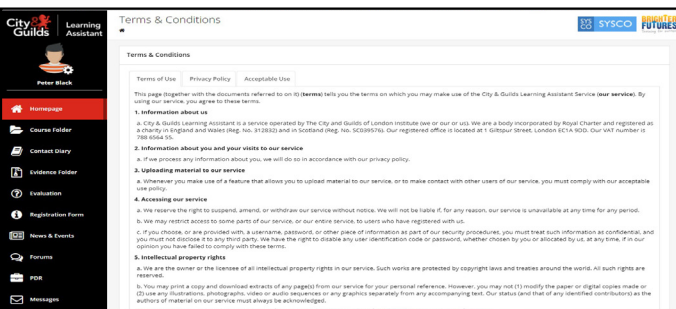 City& Guilds
Learning Assistant
Peter Black
Homepage
Course Folder
Contact Diary
Evidence Folder
Evaluation
Registration Form
News & Events
Forums
PDR
Messages
Terms & Conditions
SYS CO SYSCO
BRIGHTER
FUTURES
Terms & Conditions
Terms of Use Privacy Policy Acceptable Use
This page (together with the documents referred to on it) (terms) tells you the terms on which you may make use of the City & Guilds Learning Assistant Service (our service). By
using our service, you agree to these terms.
1. Information about us
a. City & Guilds Learning Assistant is a service operated by The City and Guilds of London Institute (we or our or us). We are a body incorporated by Royal Charter and registered as
a charity in England and Wales (Reg. No. 312832) and in Scotland (Reg. No. SC039576). Our registered office is located at 1 Giltspur Street, London EC1A 9DD. Our VAT number is
788 6564 55.
2. Information about you and your visits to our service
a. If we process any information about you, we will do so in accordance with our privacy policy.
3. Uploading material to our service
a. Whenever you make use of a feature that allows you to upload material to our service, or to make contact with other users of our service, you must comply with our acceptable
use policy.
4. Accessing our service
a. We reserve the right to suspend, amend, or withdraw our service without notice. We will not be liable if, for any reason, our service is unavailable at any time for any period.
b. We may restrict access to some parts of our service, or our entire service, to users who have registered with us.
c. If you choose, or are provided with, a username, password, or other piece of information as part of our security procedures, you must treat such information as confidential, and
you must not disclose it to any third party. We have the right to disable any user identification code or password, whether chosen by you or allocated by us, at any time, if in our
opinion you have failed to comply with these terms.
5. Intellectual property rights
a. We are the owner or the licensee of all intellectual property rights in our service. Such works are protected by copyright laws and treaties around the world. All such rights are
reserved.
b. You may print a copy and download extracts of any page(s) from our service for your personal reference. However, you may not (1) modify the paper or digital copies made or
(2) use any illustrations, photographs, video or audio sequences or any graphics separately from any accompanying text. Our status (and that of any identified contributors) as the
authors of material on our service must always be acknowledged.